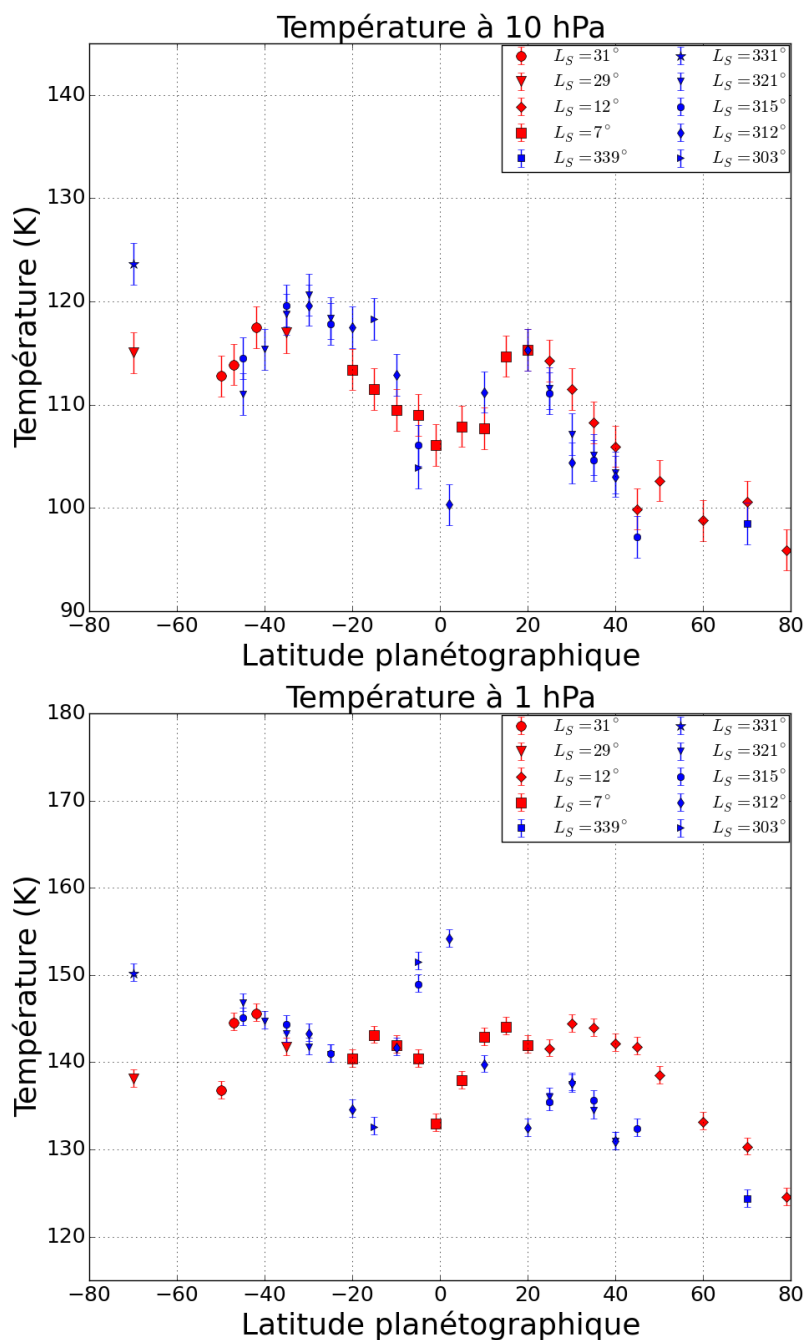 Température à 10 hPa
Température (K)
140
130
120
110
100
90
L_S = 31° L_S = 331°
L_S = 29° L_S = 321°
L_S = 12° L_S = 315°
L_S = 7° L_S = 312°
L_S = 339° L_S = 303°
−80 −60 −40 −20 0 20 40 60 80
Latitude planétographique
Température à 1 hPa
Température (K)
180
170
160
150
140
130
120
L_S = 31° L_S = 331°
L_S = 29° L_S = 321°
L_S = 12° L_S = 315°
L_S = 7° L_S = 312°
L_S = 339° L_S = 303°
−80 −60 −40 −20 0 20 40 60 80
Latitude planétographique